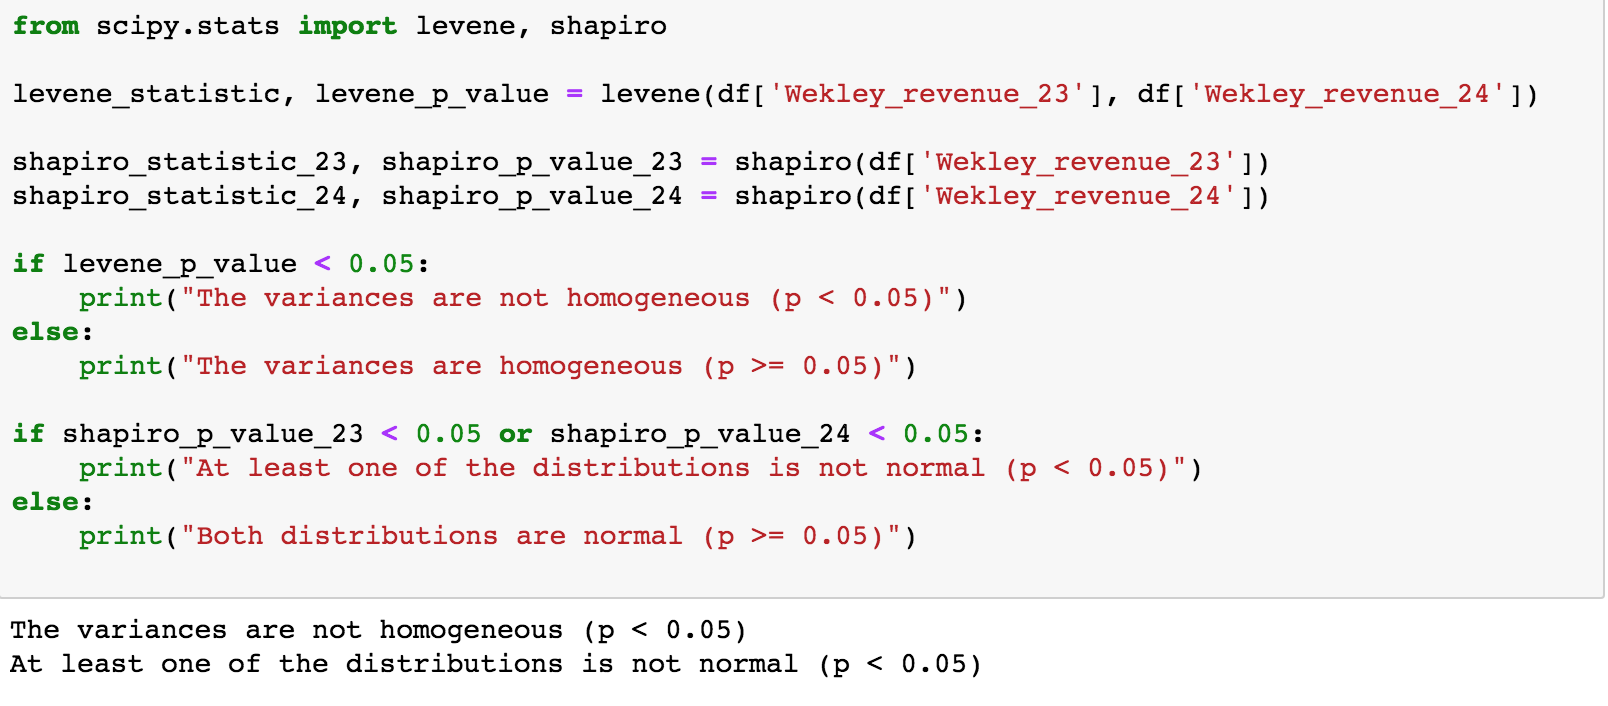 from scipy.stats import levene, shapiro
levene_statistic, levene_p_value = levene(df['Wekley_revenue_23'], df['Wekley_revenue_24'])
shapiro_statistic_23, shapiro_p_value_23 = shapiro(df['Wekley_revenue_23'])
shapiro_statistic_24, shapiro_p_value_24 = shapiro(df['Wekley_revenue_24'])
if levene_p_value < 0.05:
    print("The variances are not homogeneous (p < 0.05)")
else:
    print("The variances are homogeneous (p >= 0.05)")
if shapiro_p_value_23 < 0.05 or shapiro_p_value_24 < 0.05:
    print("At least one of the distributions is not normal (p < 0.05)")
else:
    print("Both distributions are normal (p >= 0.05)")
The variances are not homogeneous (p < 0.05)
At least one of the distributions is not normal (p < 0.05)